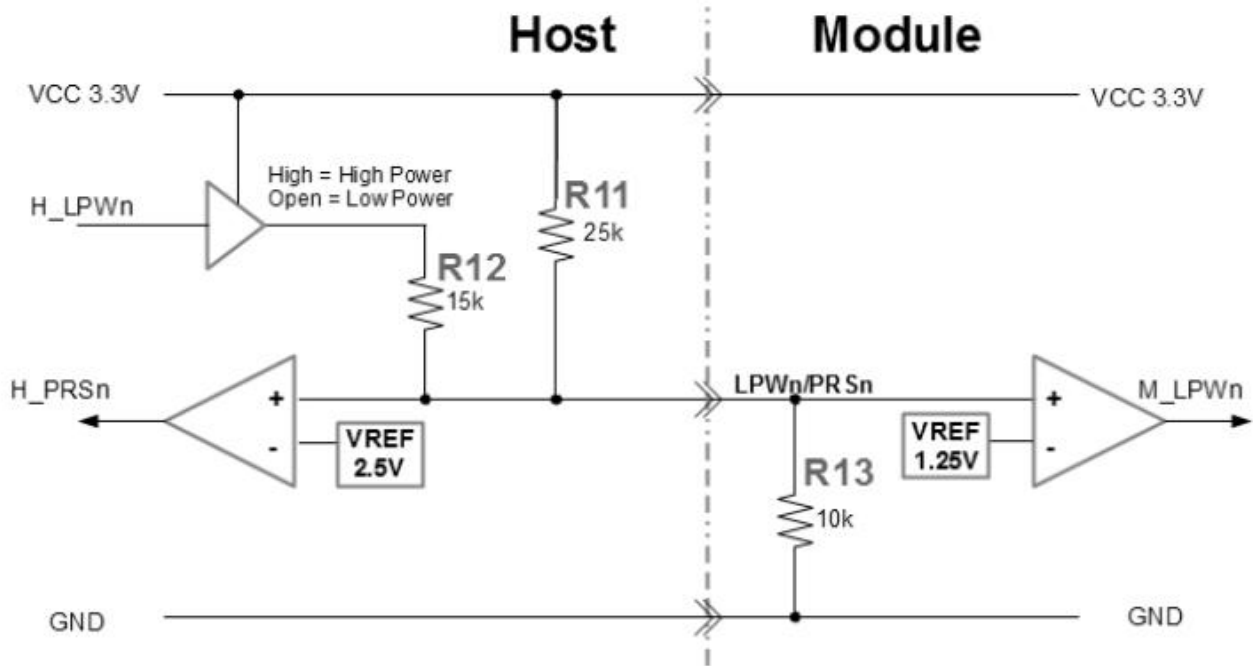 Host
Module
VCC 3.3V
VCC 3.3V
High = High Power
Open = Low Power
H_LPWn
R11
25k
R12
15k
H_PRSn
+
-
VREF
2.5V
LPWn/PRSn
M_LPWn
+
-
VREF
1.25V
R13
10k
GND
GND